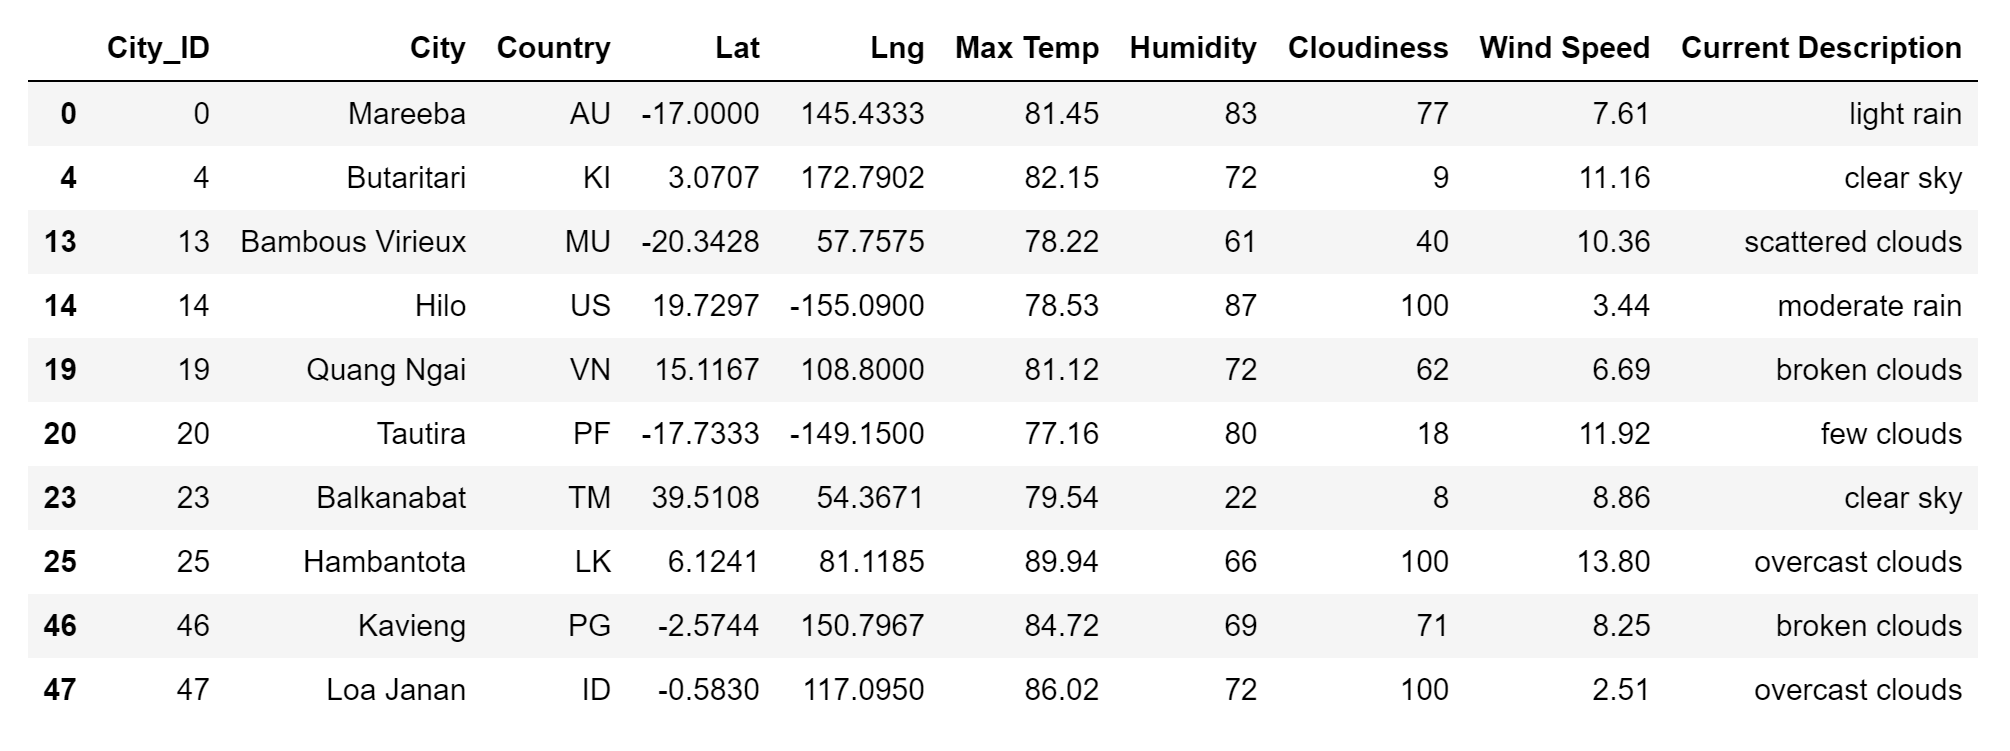 City_ID City Country Lat Lng Max Temp Humidity Cloudiness Wind Speed Current Description
0 0 Mareeba AU -17.0000 145.4333 81.45 83 77 7.61 light rain
4 4 Butaritari KI 3.0707 172.7902 82.15 72 9 11.16 clear sky
13 13 Bambous Virieux MU -20.3428 57.7575 78.22 61 40 10.36 scattered clouds
14 14 Hilo US 19.7297 -155.0900 78.53 87 100 3.44 moderate rain
19 19 Quang Ngai VN 15.1167 108.8000 81.12 72 62 6.69 broken clouds
20 20 Tautira PF -17.7333 -149.1500 77.16 80 18 11.92 few clouds
23 23 Balkanabat TM 39.5108 54.3671 79.54 22 8 8.86 clear sky
25 25 Hambantota LK 6.1241 81.1185 89.94 66 100 13.80 overcast clouds
46 46 Kavieng PG -2.5744 150.7967 84.72 69 71 8.25 broken clouds
47 47 Loa Janan ID -0.5830 117.0950 86.02 72 100 2.51 overcast clouds